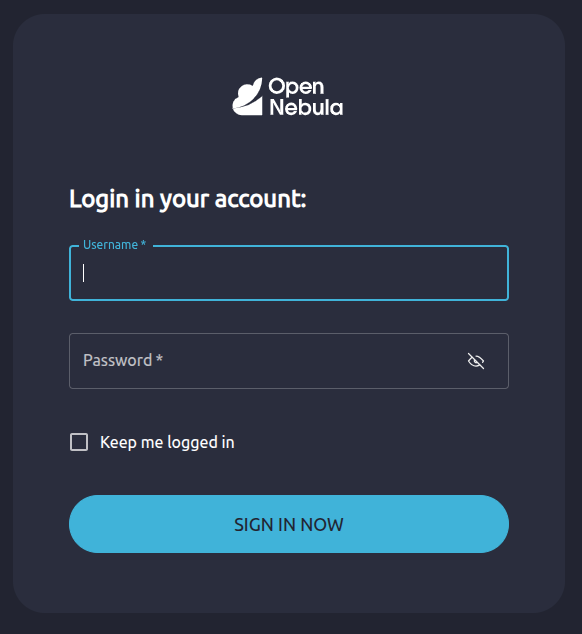 Open
Nebula
Login in your account:
Username *
Password *
Keep me logged in
SIGN IN NOW